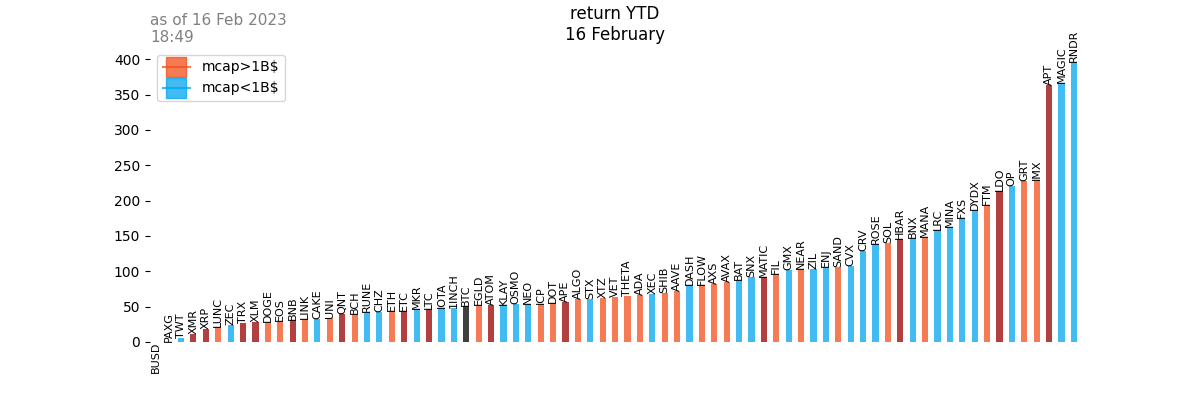 as of 16 Feb 2023
18:49
return YTD
16 February
mcap>1B$
mcap<1B$
400
350
300
250
200
150
100
50
0
BUSD
PAXG
TWT
XMR
XRP
LUNC
ZEC
TRX
XLM
DOGE
EOS
BNB
LINK
CAKE
UNI
QNT
BCH
RUNE
CHZ
ETH
ETC
MKR
LTC
IOTA
1INCH
BTC
EGLD
ATOM
KLAY
OSMO
NEO
ICP
DOT
APE
ALGO
STX
XTZ
VET
THETA
ADA
XEC
SHIB
AAVE
DASH
FLOW
AXS
AVAX
BAT
SNX
MATIC
FIL
GMX
NEAR
ZIL
ENJ
SAND
CVX
CRV
ROSE
SOL
HBAR
BNX
MANA
LRC
MINA
FXS
DYDX
FTM
LDO
OP
GRT
IMX
APT
MAGIC
RNDR